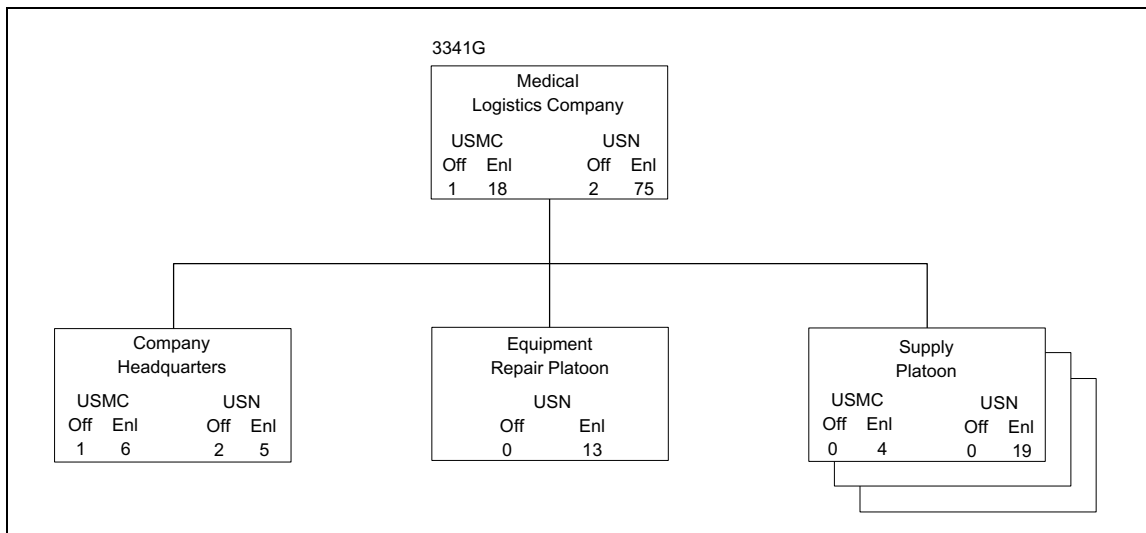 3341G
Medical
Logistics Company
USMC USN
Off Enl Off Enl
1 18 2 75
Company
Headquarters
USMC USN
Off Enl Off Enl
1 6 2 5
Equipment
Repair Platoon
USN
Off Enl
0 13
Supply
Platoon
USMC USN
Off Enl Off Enl
0 4 0 19